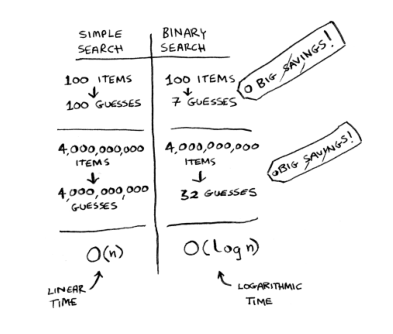 SIMPLE
SEARCH
BINARY
SEARCH
100 ITEMS
100 GUESSES
100 ITEMS
7 GUESSES
BIG SAVINGS!
4,000,000,000
ITEMS
4,000,000,000
GUESSES
4,000,000,000
ITEMS
32 GUESSES
BIG SAVINGS!
O(n)
O(log n)
LINEAR
TIME
LOGARITHMIC
TIME